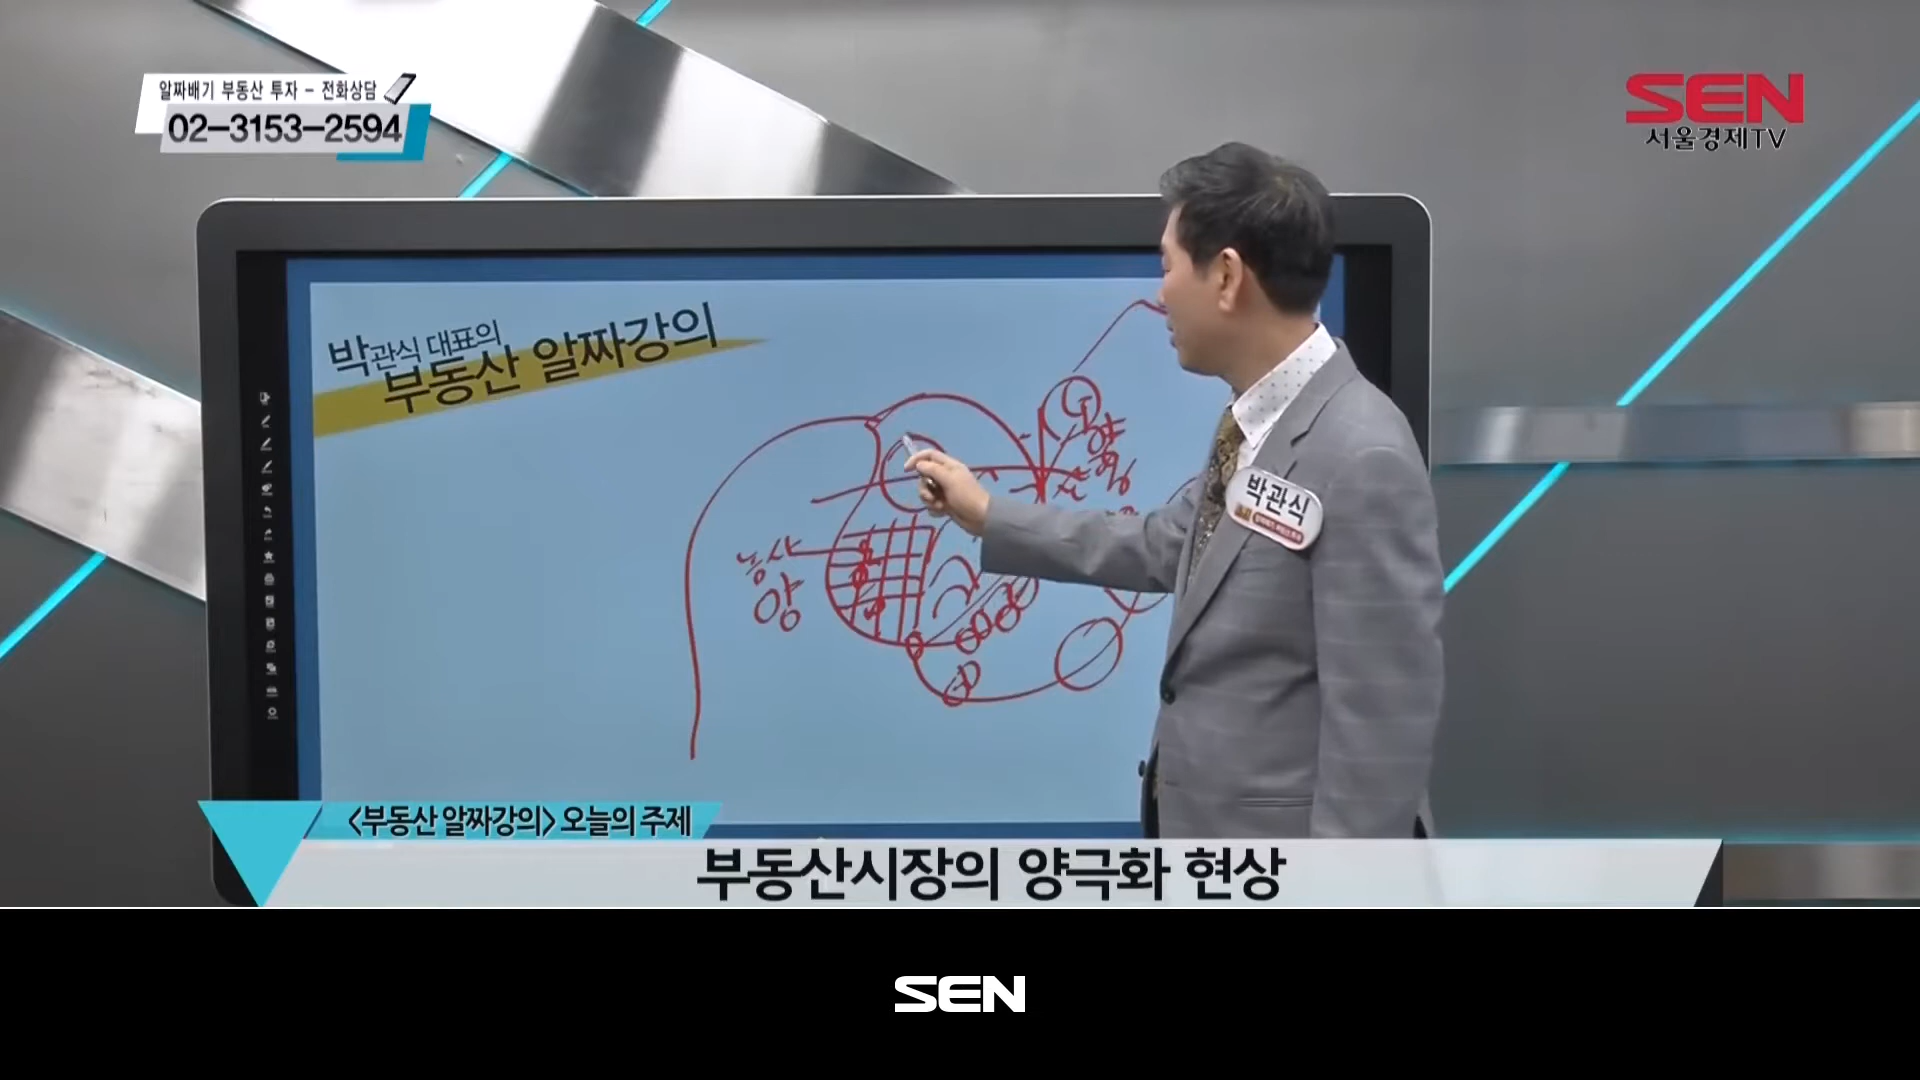 알짜배기 부동산 투자 - 전화상담
02-3153-2594
SEN
서울경제TV
박관식 대표의
부동산 알짜강의
박관식
용산
<부동산 알짜강의> 오늘의 주제
부동산시장의 양극화 현상
SEN